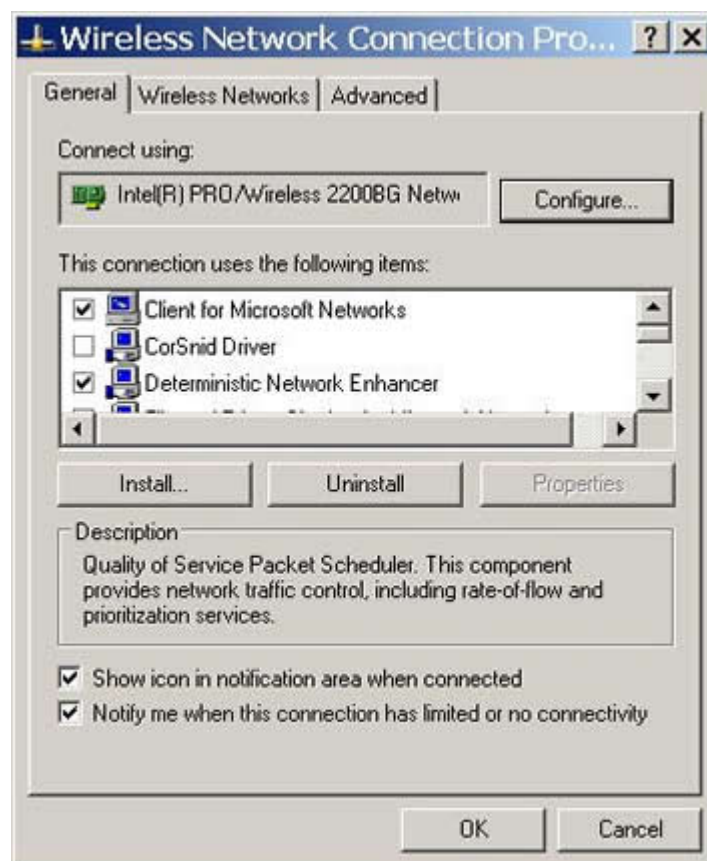 Wireless Network Connection Pro...
General Wireless Networks Advanced
Connect using:
Intel(R) PRO/Wireless 2200BG Netw
Configure...
This connection uses the following items:
Client for Microsoft Networks
CorSnid Driver
Deterministic Network Enhancer
Install... Uninstall Properties
Description
Quality of Service Packet Scheduler. This component
provides network traffic control, including rate-of-flow and
prioritization services.
Show icon in notification area when connected
Notify me when this connection has limited or no connectivity
OK Cancel